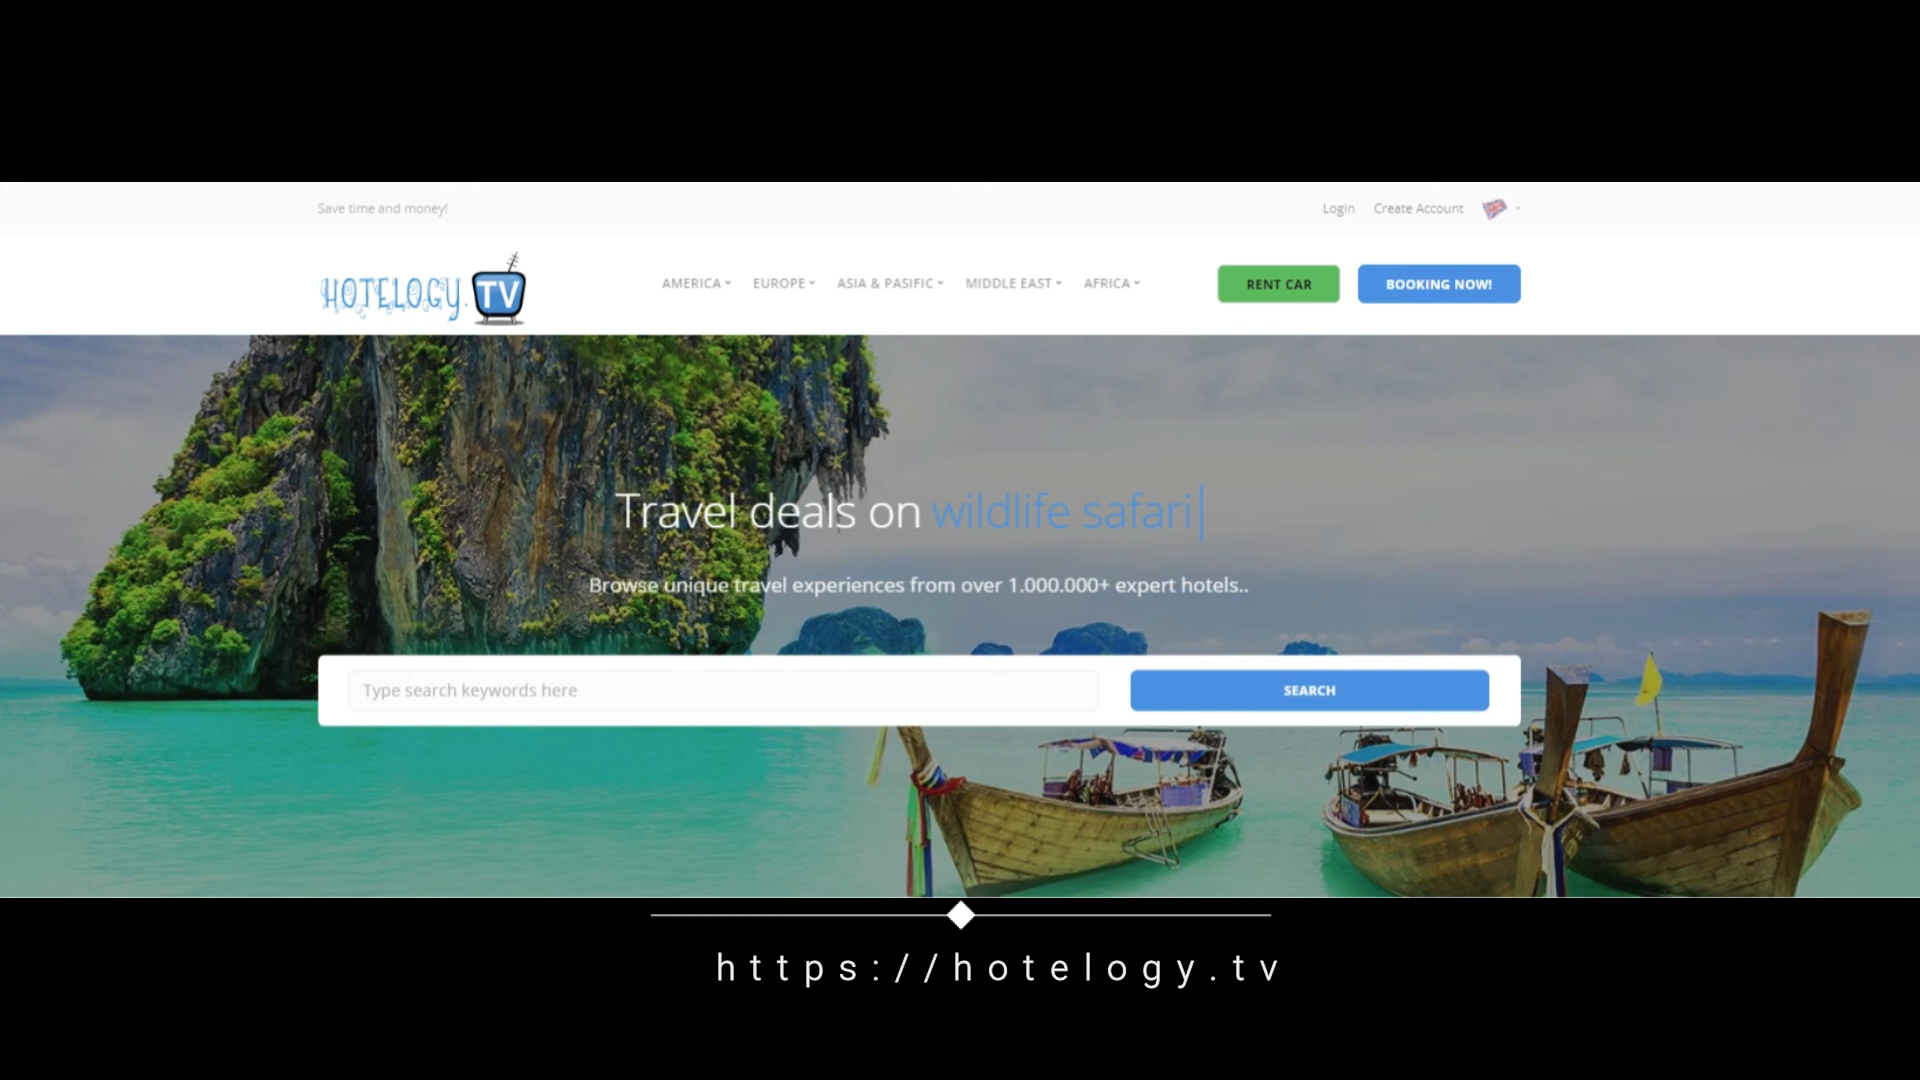 Save time and money!
Login Create Account
HOTELOGY.TV
AMERICA EUROPE ASIA & PASIFIC MIDDLE EAST AFRICA RENT CAR BOOKING NOW!
Travel deals on wildlife safari|
Browse unique travel experiences from over 1.000.000+ expert hotels..
Type search keywords here SEARCH
https://hotelogy.tv